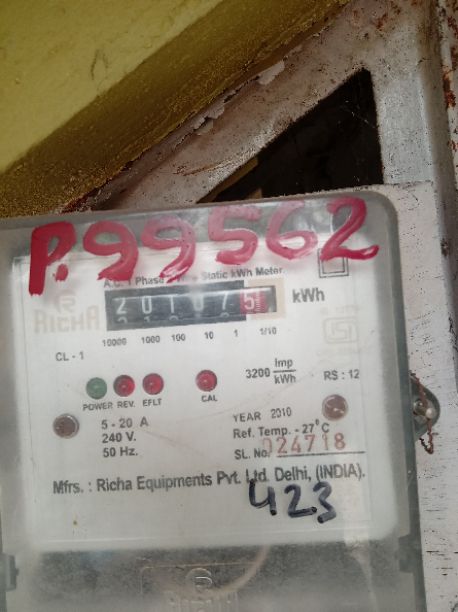 P.99562
A.C. 1 Phase Static kWh Meter
RICHA
201875 kWh
10000 1000 100 10 1 1/10
CL - 1
3200 Imp/kWh
RS : 12
POWER REV. EFLT CAL
5 - 20 A
240 V.
50 Hz.
YEAR 2010
Ref. Temp. - 27°C
SL. No. 024718
Mfrs. : Richa Equipments Pvt. Ltd. Delhi, (INDIA).
423
RICHA